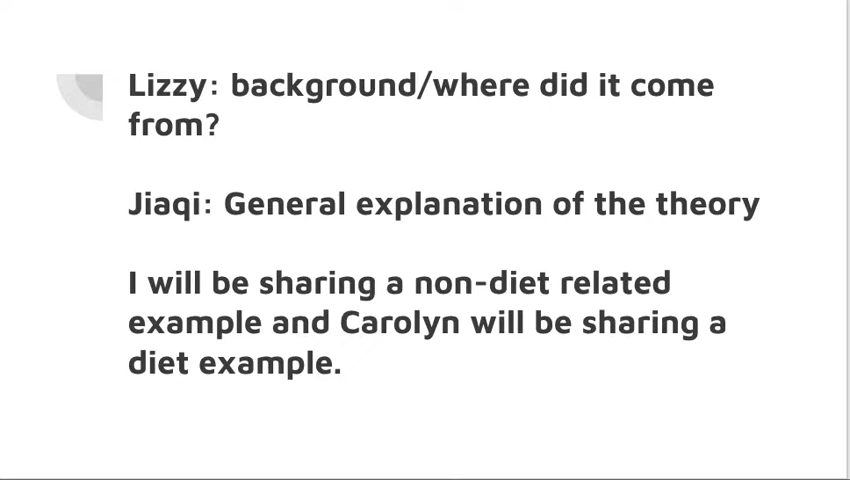 Lizzy: background/where did it come
from?
Jiaqi: General explanation of the theory
I will be sharing a non-diet related
example and Carolyn will be sharing a
diet example.